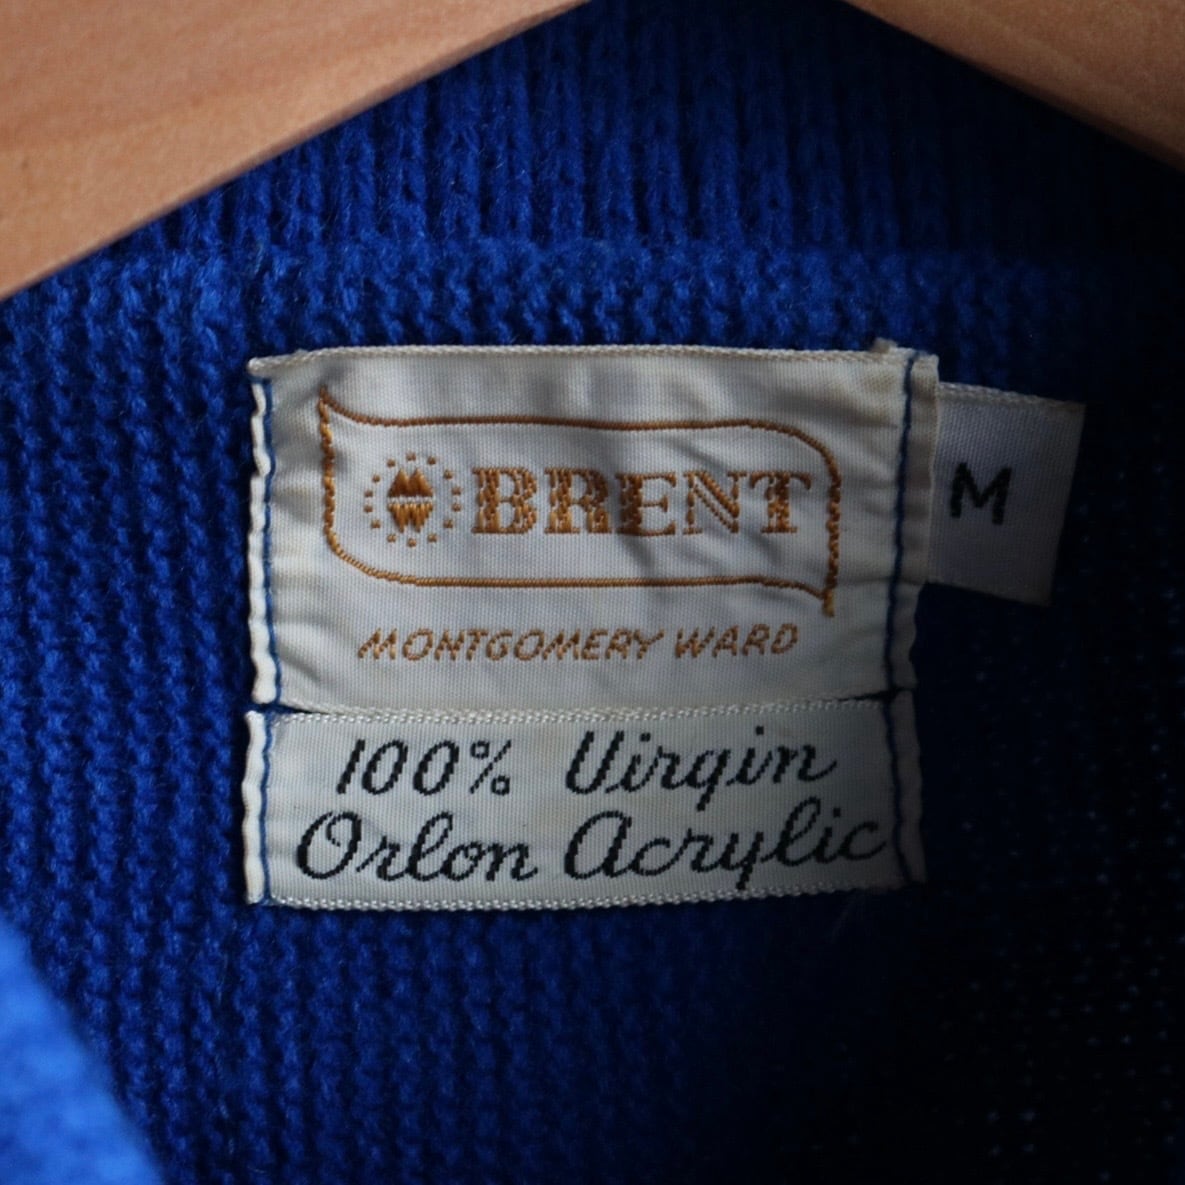 M
W
BRENT
M
MONTGOMERY WARD
100% Virgin
Orlon Acrylic